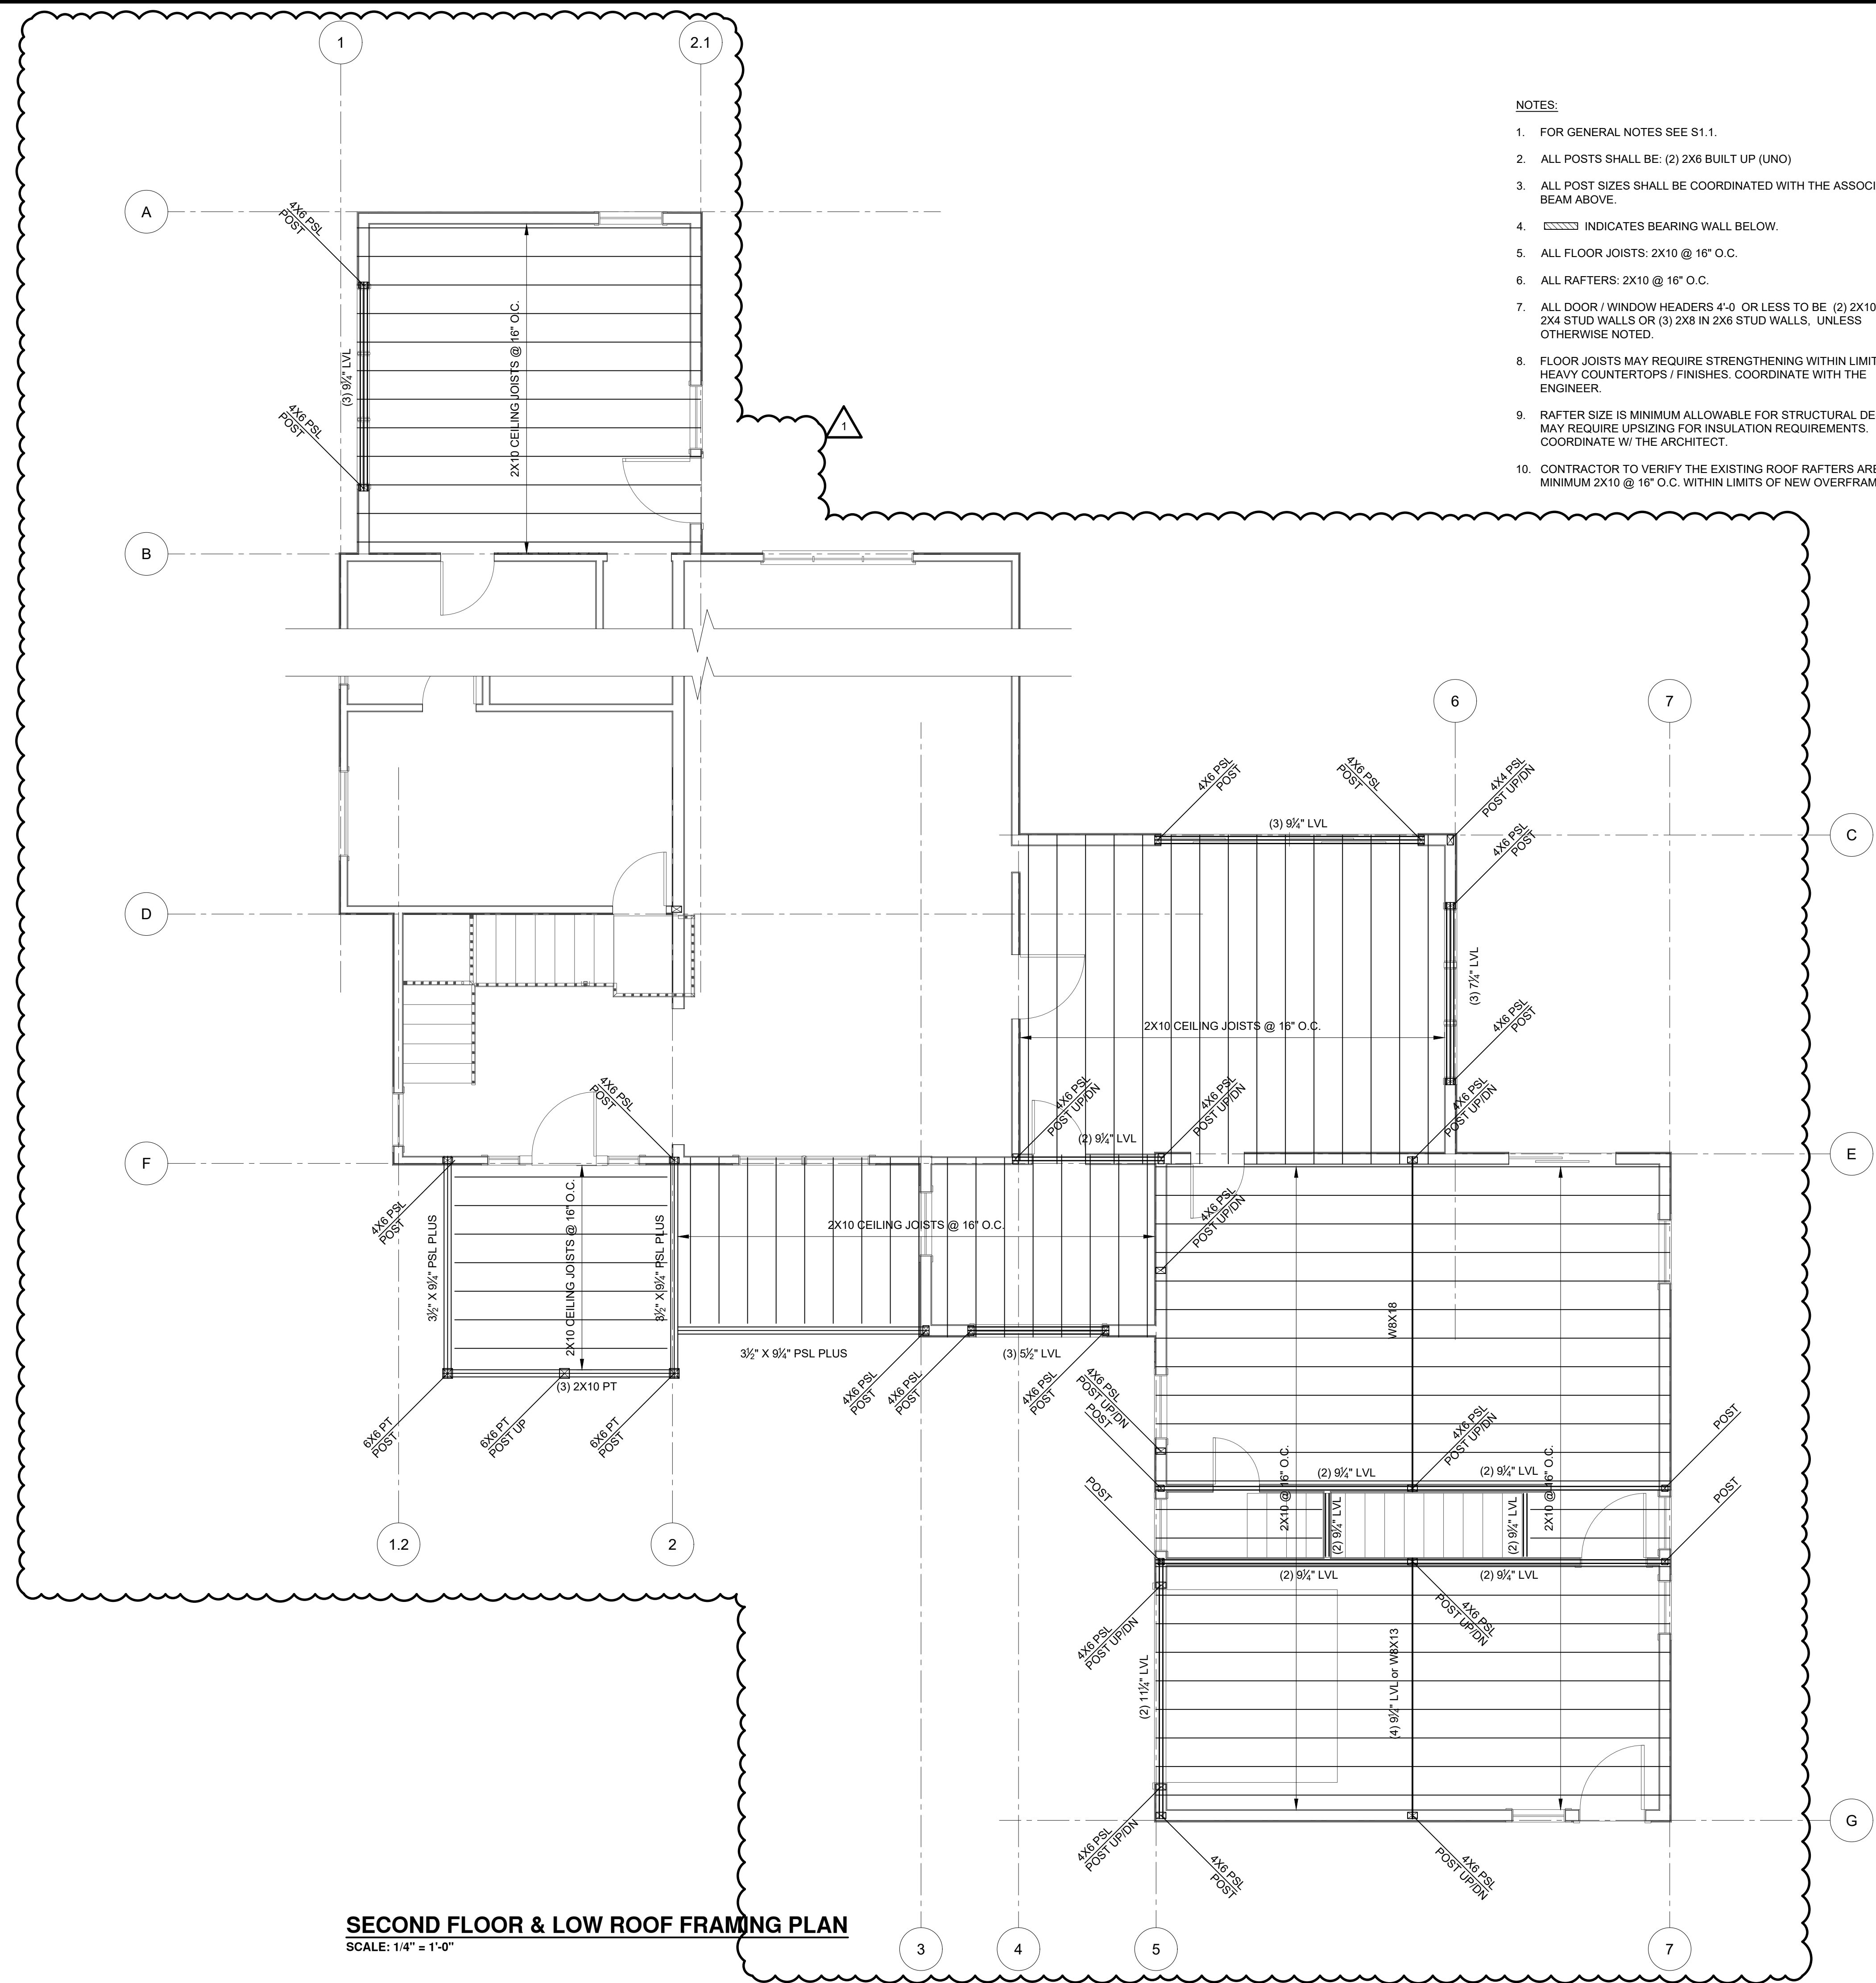 1
2.1
NOTES:
1. FOR GENERAL NOTES SEE S1.1.
2. ALL POSTS SHALL BE: (2) 2X6 BUILT UP (UNO)
3. ALL POST SIZES SHALL BE COORDINATED WITH THE ASSOCI
BEAM ABOVE.
4. INDICATES BEARING WALL BELOW.
5. ALL FLOOR JOISTS: 2X10 @ 16" O.C.
6. ALL RAFTERS: 2X10 @ 16" O.C.
7. ALL DOOR / WINDOW HEADERS 4'-0 OR LESS TO BE (2) 2X10
2X4 STUD WALLS OR (3) 2X8 IN 2X6 STUD WALLS, UNLESS
OTHERWISE NOTED.
8. FLOOR JOISTS MAY REQUIRE STRENGTHENING WITHIN LIMIT
HEAVY COUNTERTOPS / FINISHES. COORDINATE WITH THE
ENGINEER.
9. RAFTER SIZE IS MINIMUM ALLOWABLE FOR STRUCTURAL DE
MAY REQUIRE UPSIZING FOR INSULATION REQUIREMENTS.
COORDINATE W/ THE ARCHITECT.
10. CONTRACTOR TO VERIFY THE EXISTING ROOF RAFTERS ARE
MINIMUM 2X10 @ 16" O.C. WITHIN LIMITS OF NEW OVERFRAM
A
4X6 PSL
POST
(3) 9¼" LVL
2X10 CEILING JOISTS @ 16" O.C.
4X6 PSL
POST
1
B
6
7
4X6 PSL
POST
4X6 PSL
POST
4X4 PSL
POST UP/DN
(3) 9¼" LVL
C
4X6 PSL
POST
D
(3) 7¼" LVL
2X10 CEILING JOISTS @ 16" O.C.
4X6 PSL
POST
4X6 PSL
POST
4X6 PSL
POST UP/DN
4X6 PSL
POST UP/DN
4X6 PSL
POST UP/DN
(2) 9¼" LVL
F
E
4X6 PSL
POST
3½" X 9¼" PSL PLUS
2X10 CEILING JOISTS @ 16" O.C.
3½" X 9¼" PSL PLUS
2X10 CEILING JOISTS @ 16" O.C.
4X6 PSL
POST UP/DN
W8X18
3½" X 9¼" PSL PLUS
(3) 5½" LVL
(3) 2X10 PT
6X6 PT
POST
6X6 PT
POST UP
6X6 PT
POST
4X6 PSL
POST
4X6 PSL
POST
4X6 PSL
POST
4X6 PSL
POST UP/DN
POST
4X6 PSL
POST UP/DN
POST
2X10 @ 16" O.C.
(2) 9¼" LVL
(2) 9¼" LVL
2X10 @ 16" O.C.
POST
POST
(2) 9¼" LVL
(2) 9¼" LVL
1.2
2
(2) 9¼" LVL
(2) 9¼" LVL
4X6 PSL
POST UP/DN
4X6 PSL
POST UP/DN
(2) 11¼" LVL
(4) 9¼" LVL or W8X13
G
4X6 PSL
POST UP/DN
4X6 PSL
POST
4X6 PSL
POST UP/DN
SECOND FLOOR & LOW ROOF FRAMING PLAN
SCALE: 1/4" = 1'-0"
3
4
5
7